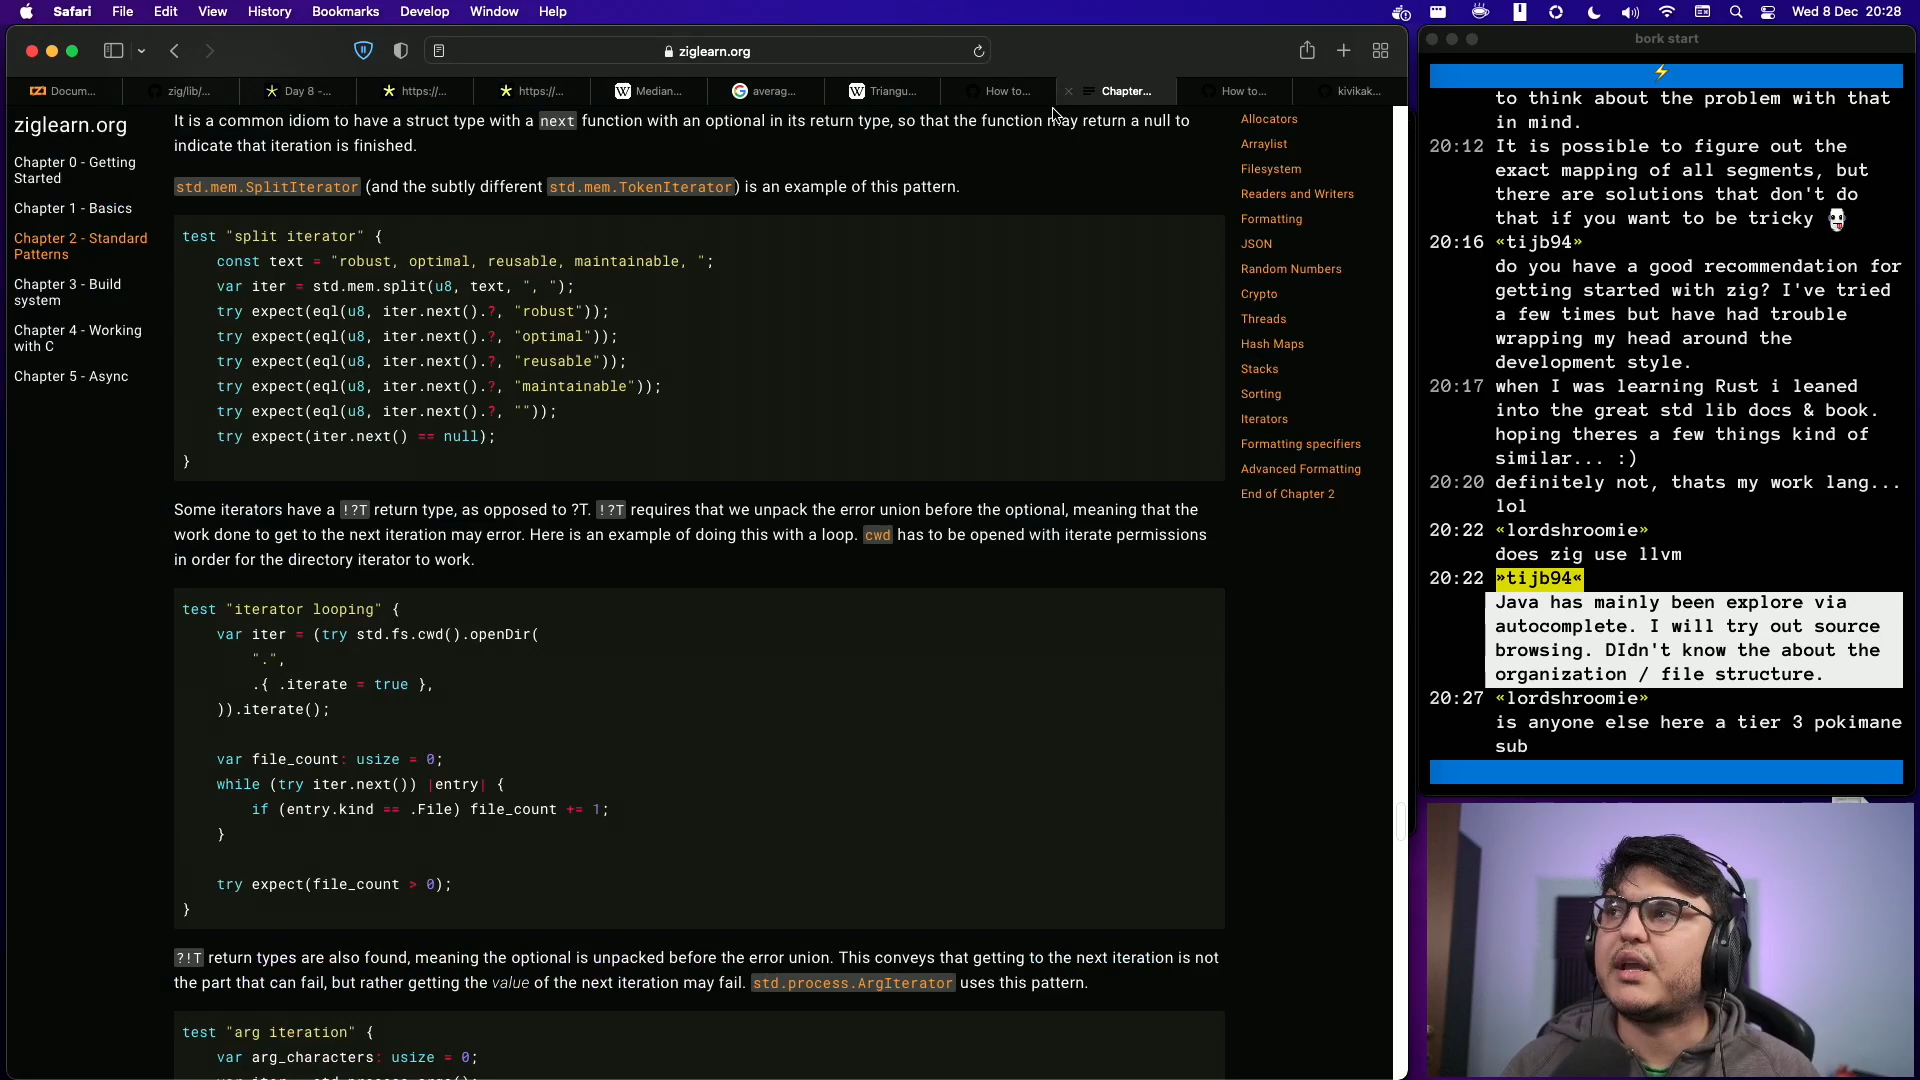 Safari File Edit View History Bookmarks Develop Window Help
Wed 8 Dec 20:28
ziglearn.org
Docum...
zig/lib/...
Day 8 -...
https://...
https://...
Median...
averag...
Triangu...
How to...
Chapter...
How to...
kivikak...
ziglearn.org
Chapter 0 - Getting
Started
Chapter 1 - Basics
Chapter 2 - Standard
Patterns
Chapter 3 - Build
system
Chapter 4 - Working
with C
Chapter 5 - Async
It is a common idiom to have a struct type with a next function with an optional in its return type, so that the function may return a null to
indicate that iteration is finished.
std.mem.SplitIterator (and the subtly different std.mem.TokenIterator) is an example of this pattern.
test "split iterator" {
    const text = "robust, optimal, reusable, maintainable, ";
    var iter = std.mem.split(u8, text, ", ");
    try expect(eql(u8, iter.next().?, "robust"));
    try expect(eql(u8, iter.next().?, "optimal"));
    try expect(eql(u8, iter.next().?, "reusable"));
    try expect(eql(u8, iter.next().?, "maintainable"));
    try expect(eql(u8, iter.next().?, ""));
    try expect(iter.next() == null);
}
Some iterators have a !?T return type, as opposed to ?T. !?T requires that we unpack the error union before the optional, meaning that the
work done to get to the next iteration may error. Here is an example of doing this with a loop. cwd has to be opened with iterate permissions
in order for the directory iterator to work.
test "iterator looping" {
    var iter = (try std.fs.cwd().openDir(
        ".",
        .{ .iterate = true },
    )).iterate();
    var file_count: usize = 0;
    while (try iter.next()) |entry| {
        if (entry.kind == .File) file_count += 1;
    }
    try expect(file_count > 0);
}
?!T return types are also found, meaning the optional is unpacked before the error union. This conveys that getting to the next iteration is not
the part that can fail, but rather getting the value of the next iteration may fail. std.process.ArgIterator uses this pattern.
test "arg iteration" {
    var arg_characters: usize = 0;
Allocators
Arraylist
Filesystem
Readers and Writers
Formatting
JSON
Random Numbers
Crypto
Threads
Hash Maps
Stacks
Sorting
Iterators
Formatting specifiers
Advanced Formatting
End of Chapter 2
bork start
to think about the problem with that
in mind.
20:12 It is possible to figure out the
exact mapping of all segments, but
there are solutions that don't do
that if you want to be tricky
20:16 «tijb94»
do you have a good recommendation for
getting started with zig? I've tried
a few times but have had trouble
wrapping my head around the
development style.
20:17 when I was learning Rust i leaned
into the great std lib docs & book.
hoping theres a few things kind of
similar... :)
20:20 definitely not, thats my work lang...
lol
20:22 «lordshroomie»
does zig use llvm
20:22 »tijb94«
Java has mainly been explore via
autocomplete. I will try out source
browsing. DIdn't know the about the
organization / file structure.
20:27 «lordshroomie»
is anyone else here a tier 3 pokimane
sub